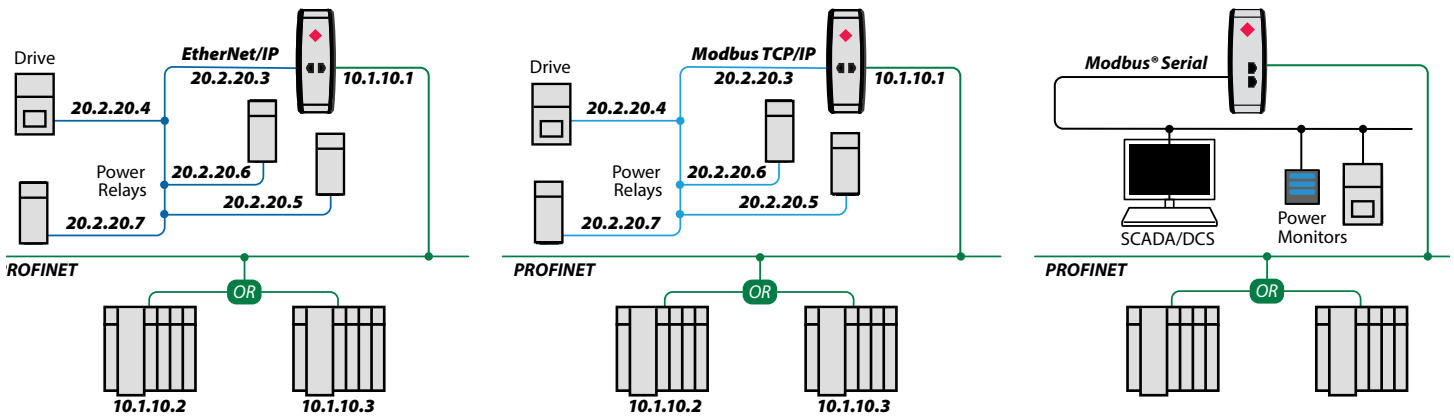 EtherNet/IP
Drive
20.2.20.3
10.1.10.1
20.2.20.4
Power
Relays
20.2.20.6
20.2.20.5
20.2.20.7
ROFINET
OR
10.1.10.2
10.1.10.3
Modbus TCP/IP
Drive
20.2.20.3
10.1.10.1
20.2.20.4
Power
Relays
20.2.20.6
20.2.20.5
20.2.20.7
PROFINET
OR
10.1.10.2
10.1.10.3
Modbus® Serial
SCADA/DCS
Power
Monitors
PROFINET
OR